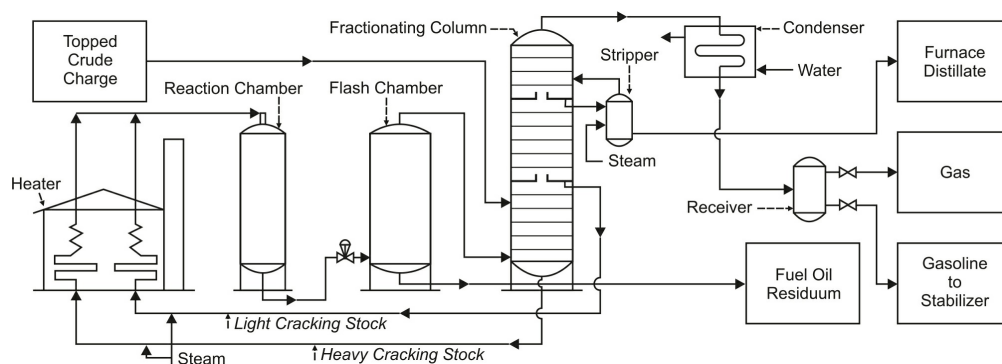 Topped
Crude
Charge
Fractionating Column
Condenser
Stripper
Furnace
Distillate
Water
Reaction Chamber
Flash Chamber
Steam
Gas
Heater
Receiver
Fuel Oil
Residuum
Gasoline
to
Stabilizer
Light Cracking Stock
Heavy Cracking Stock
Steam